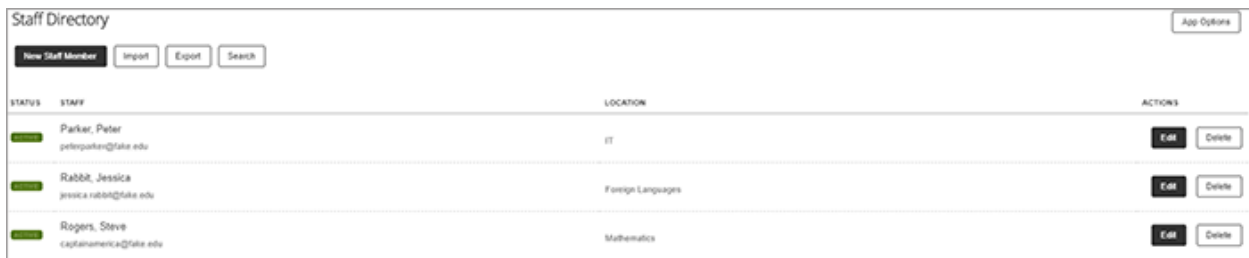 Staff Directory
App Options
New Staff Member Import Export Search
STATUS STAFF LOCATION ACTIONS
ACTIVE Parker, Peter IT Edit Delete
peterparker@fake.edu
ACTIVE Rabbit, Jessica Foreign Languages Edit Delete
jessica.rabbit@fake.edu
ACTIVE Rogers, Steve Mathematics Edit Delete
captainamerica@fake.edu